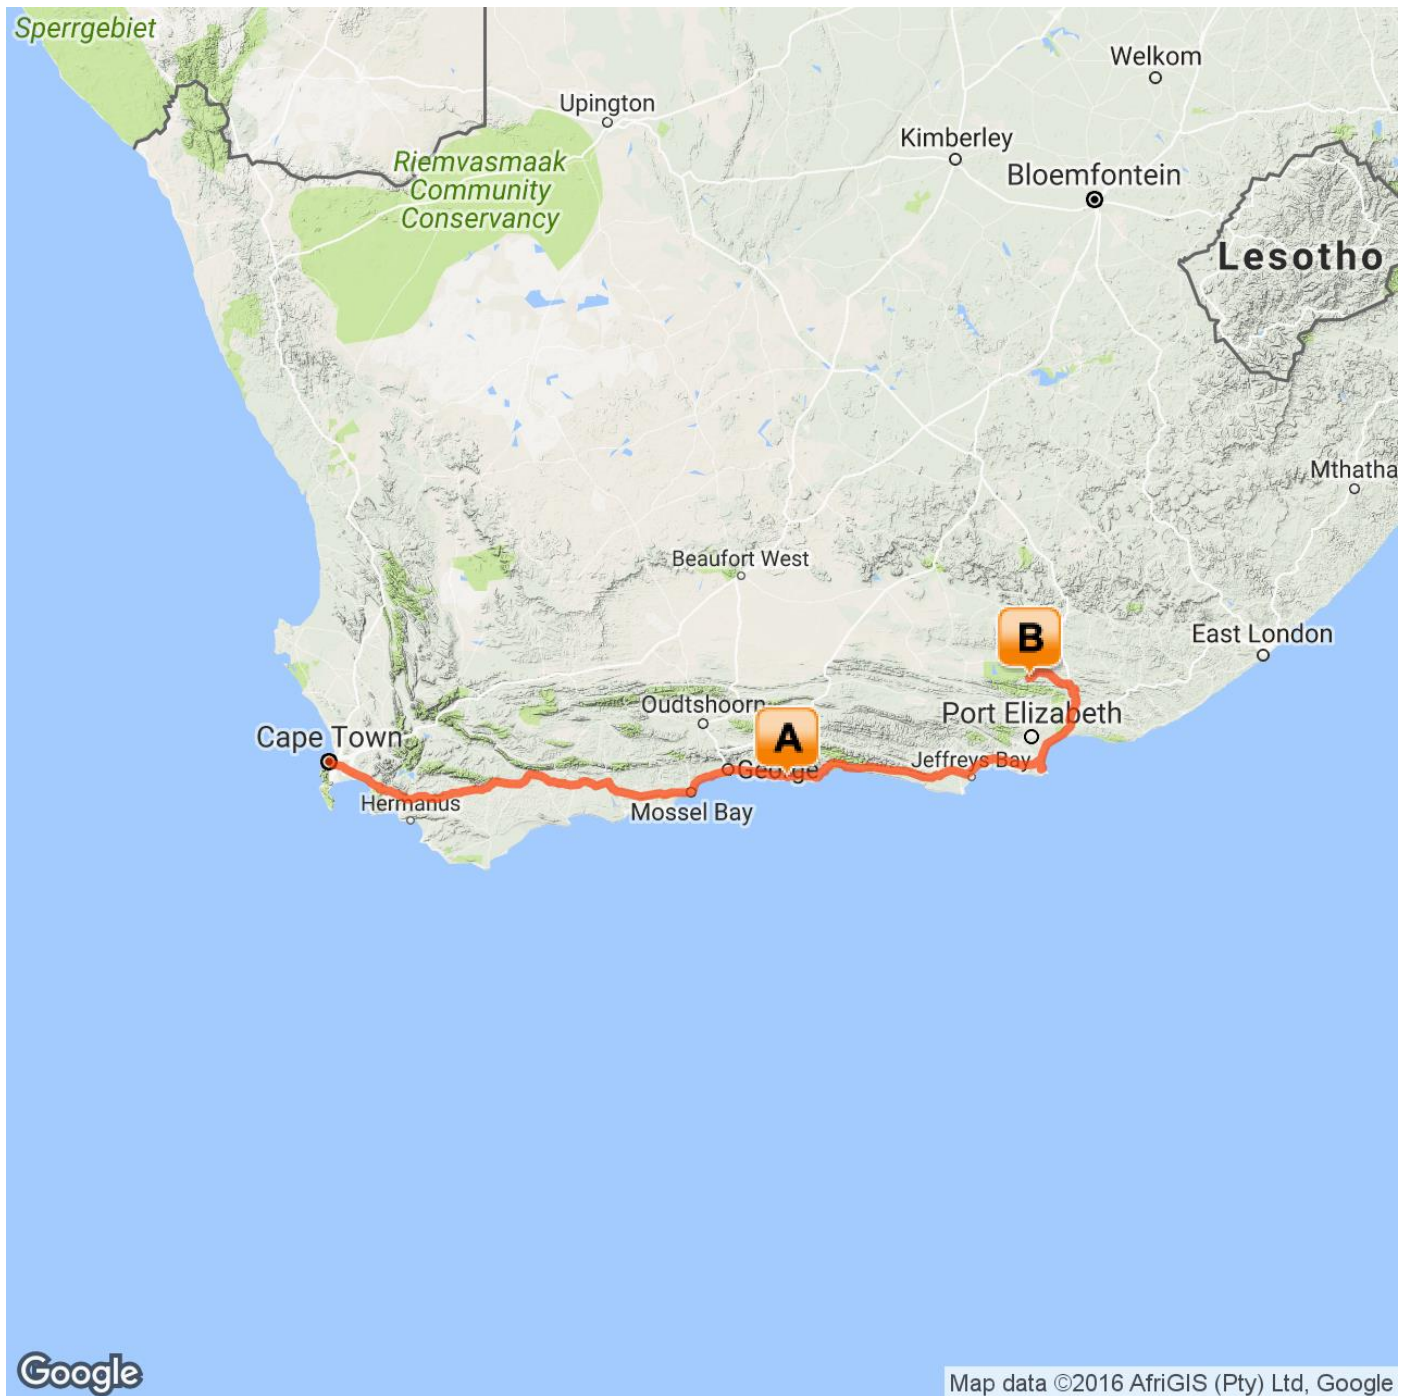 Sperrgebiet
Welkom
Upington
Kimberley
Riemvasmaak
Community
Conservancy
Bloemfontein
Lesotho
Mthatha
Beaufort West
B
East London
Oudtshoorn
Port Elizabeth
A
Cape Town
George
Jeffreys Bay
Hermanus
Mossel Bay
Google
Map data ©2016 AfriGIS (Pty) Ltd, Google